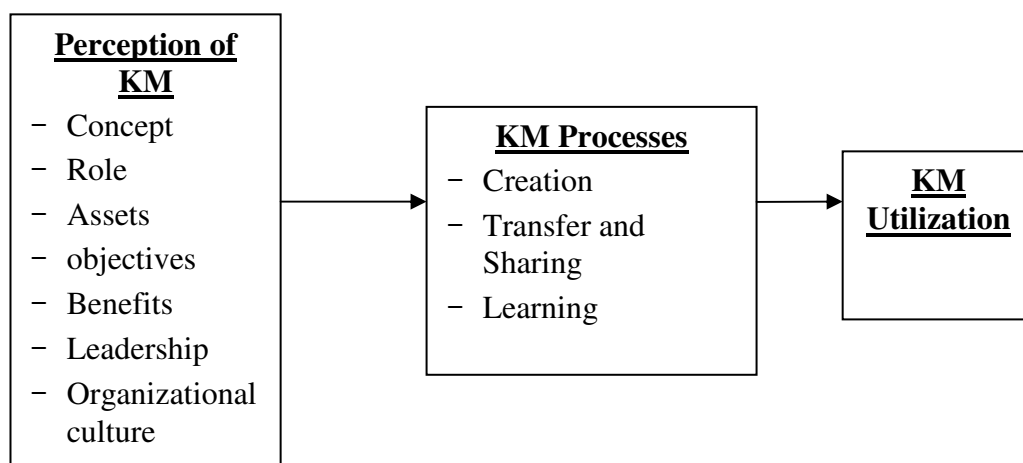 Perception of
KM
− Concept
− Role
− Assets
− objectives
− Benefits
− Leadership
− Organizational
culture
KM Processes
− Creation
− Transfer and
Sharing
− Learning
KM
Utilization